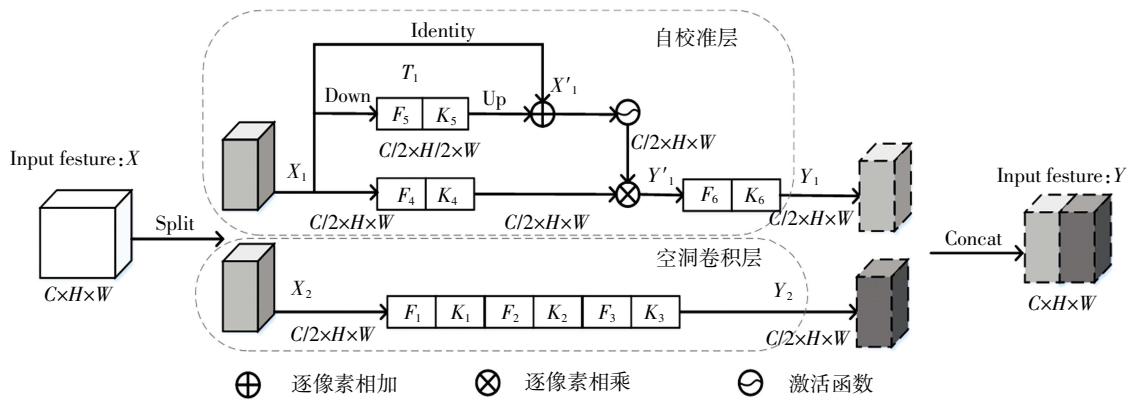 Identity
自校准层
T₁
X'₁
Down
F₅ K₅
Up
C/2×H/2×W
C/2×H×W
Input festure:X
X₁
Y'₁
Y₁
Input festure:Y
F₄ K₄
F₆ K₆
C/2×H×W
C/2×H×W
C/2×H×W
Split
Concat
空洞卷积层
C×H×W
X₂
Y₂
C×H×W
F₁ K₁ F₂ K₂ F₃ K₃
C/2×H×W
C/2×H×W
逐像素相加
逐像素相乘
激活函数